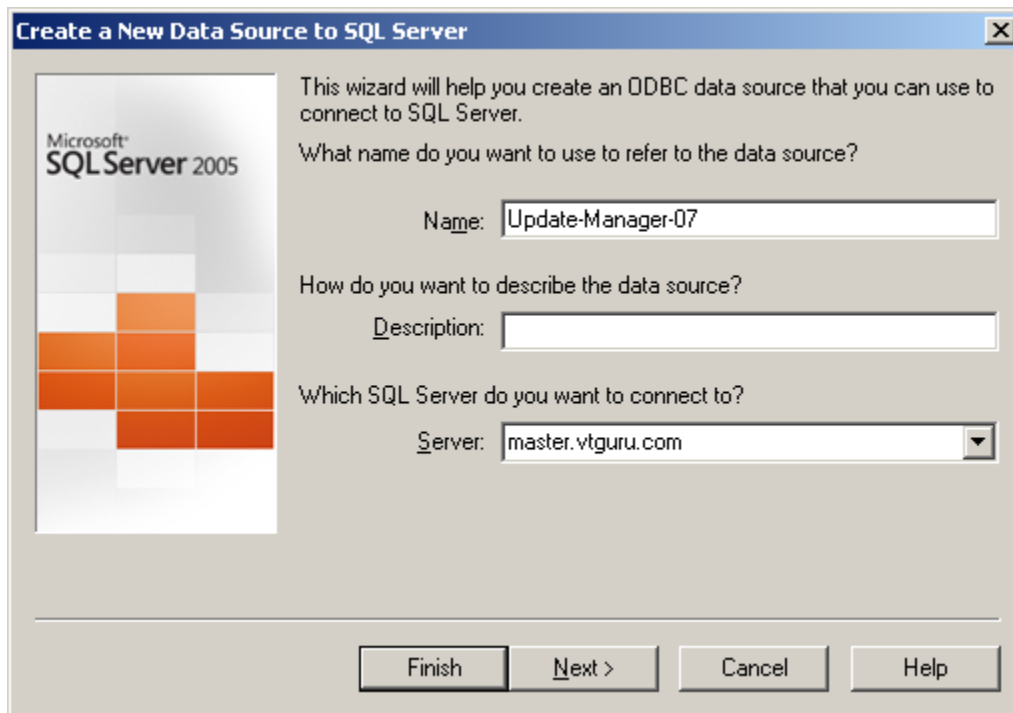 Create a New Data Source to SQL Server
Microsoft®
SQL Server 2005
This wizard will help you create an ODBC data source that you can use to
connect to SQL Server.
What name do you want to use to refer to the data source?
Name: Update-Manager-07
How do you want to describe the data source?
Description:
Which SQL Server do you want to connect to?
Server: master.vtguru.com
Finish Next > Cancel Help